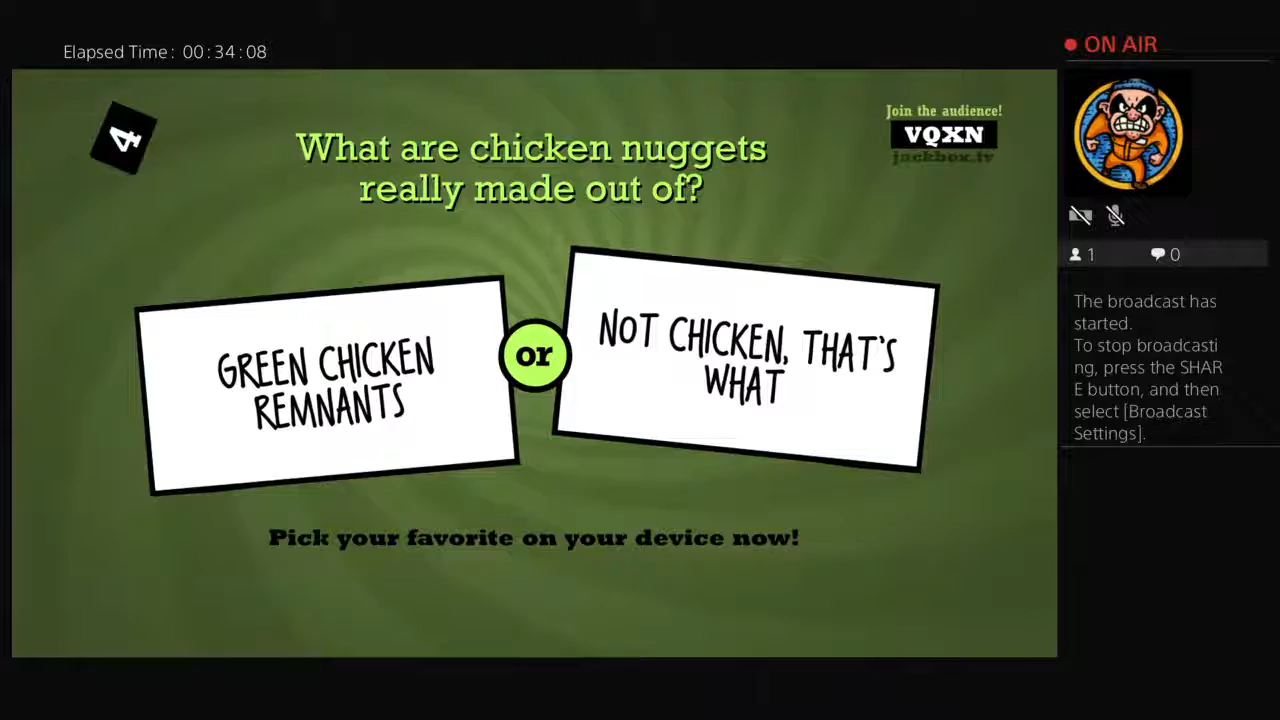 Elapsed Time: 00:34:08
ON AIR
4
Join the audience!
VQXN
jackbox.tv
What are chicken nuggets
really made out of?
GREEN CHICKEN
REMNANTS
or
NOT CHICKEN, THAT'S
WHAT
Pick your favorite on your device now!
1
0
The broadcast has
started.
To stop broadcasti
ng, press the SHAR
E button, and then
select [Broadcast
Settings].